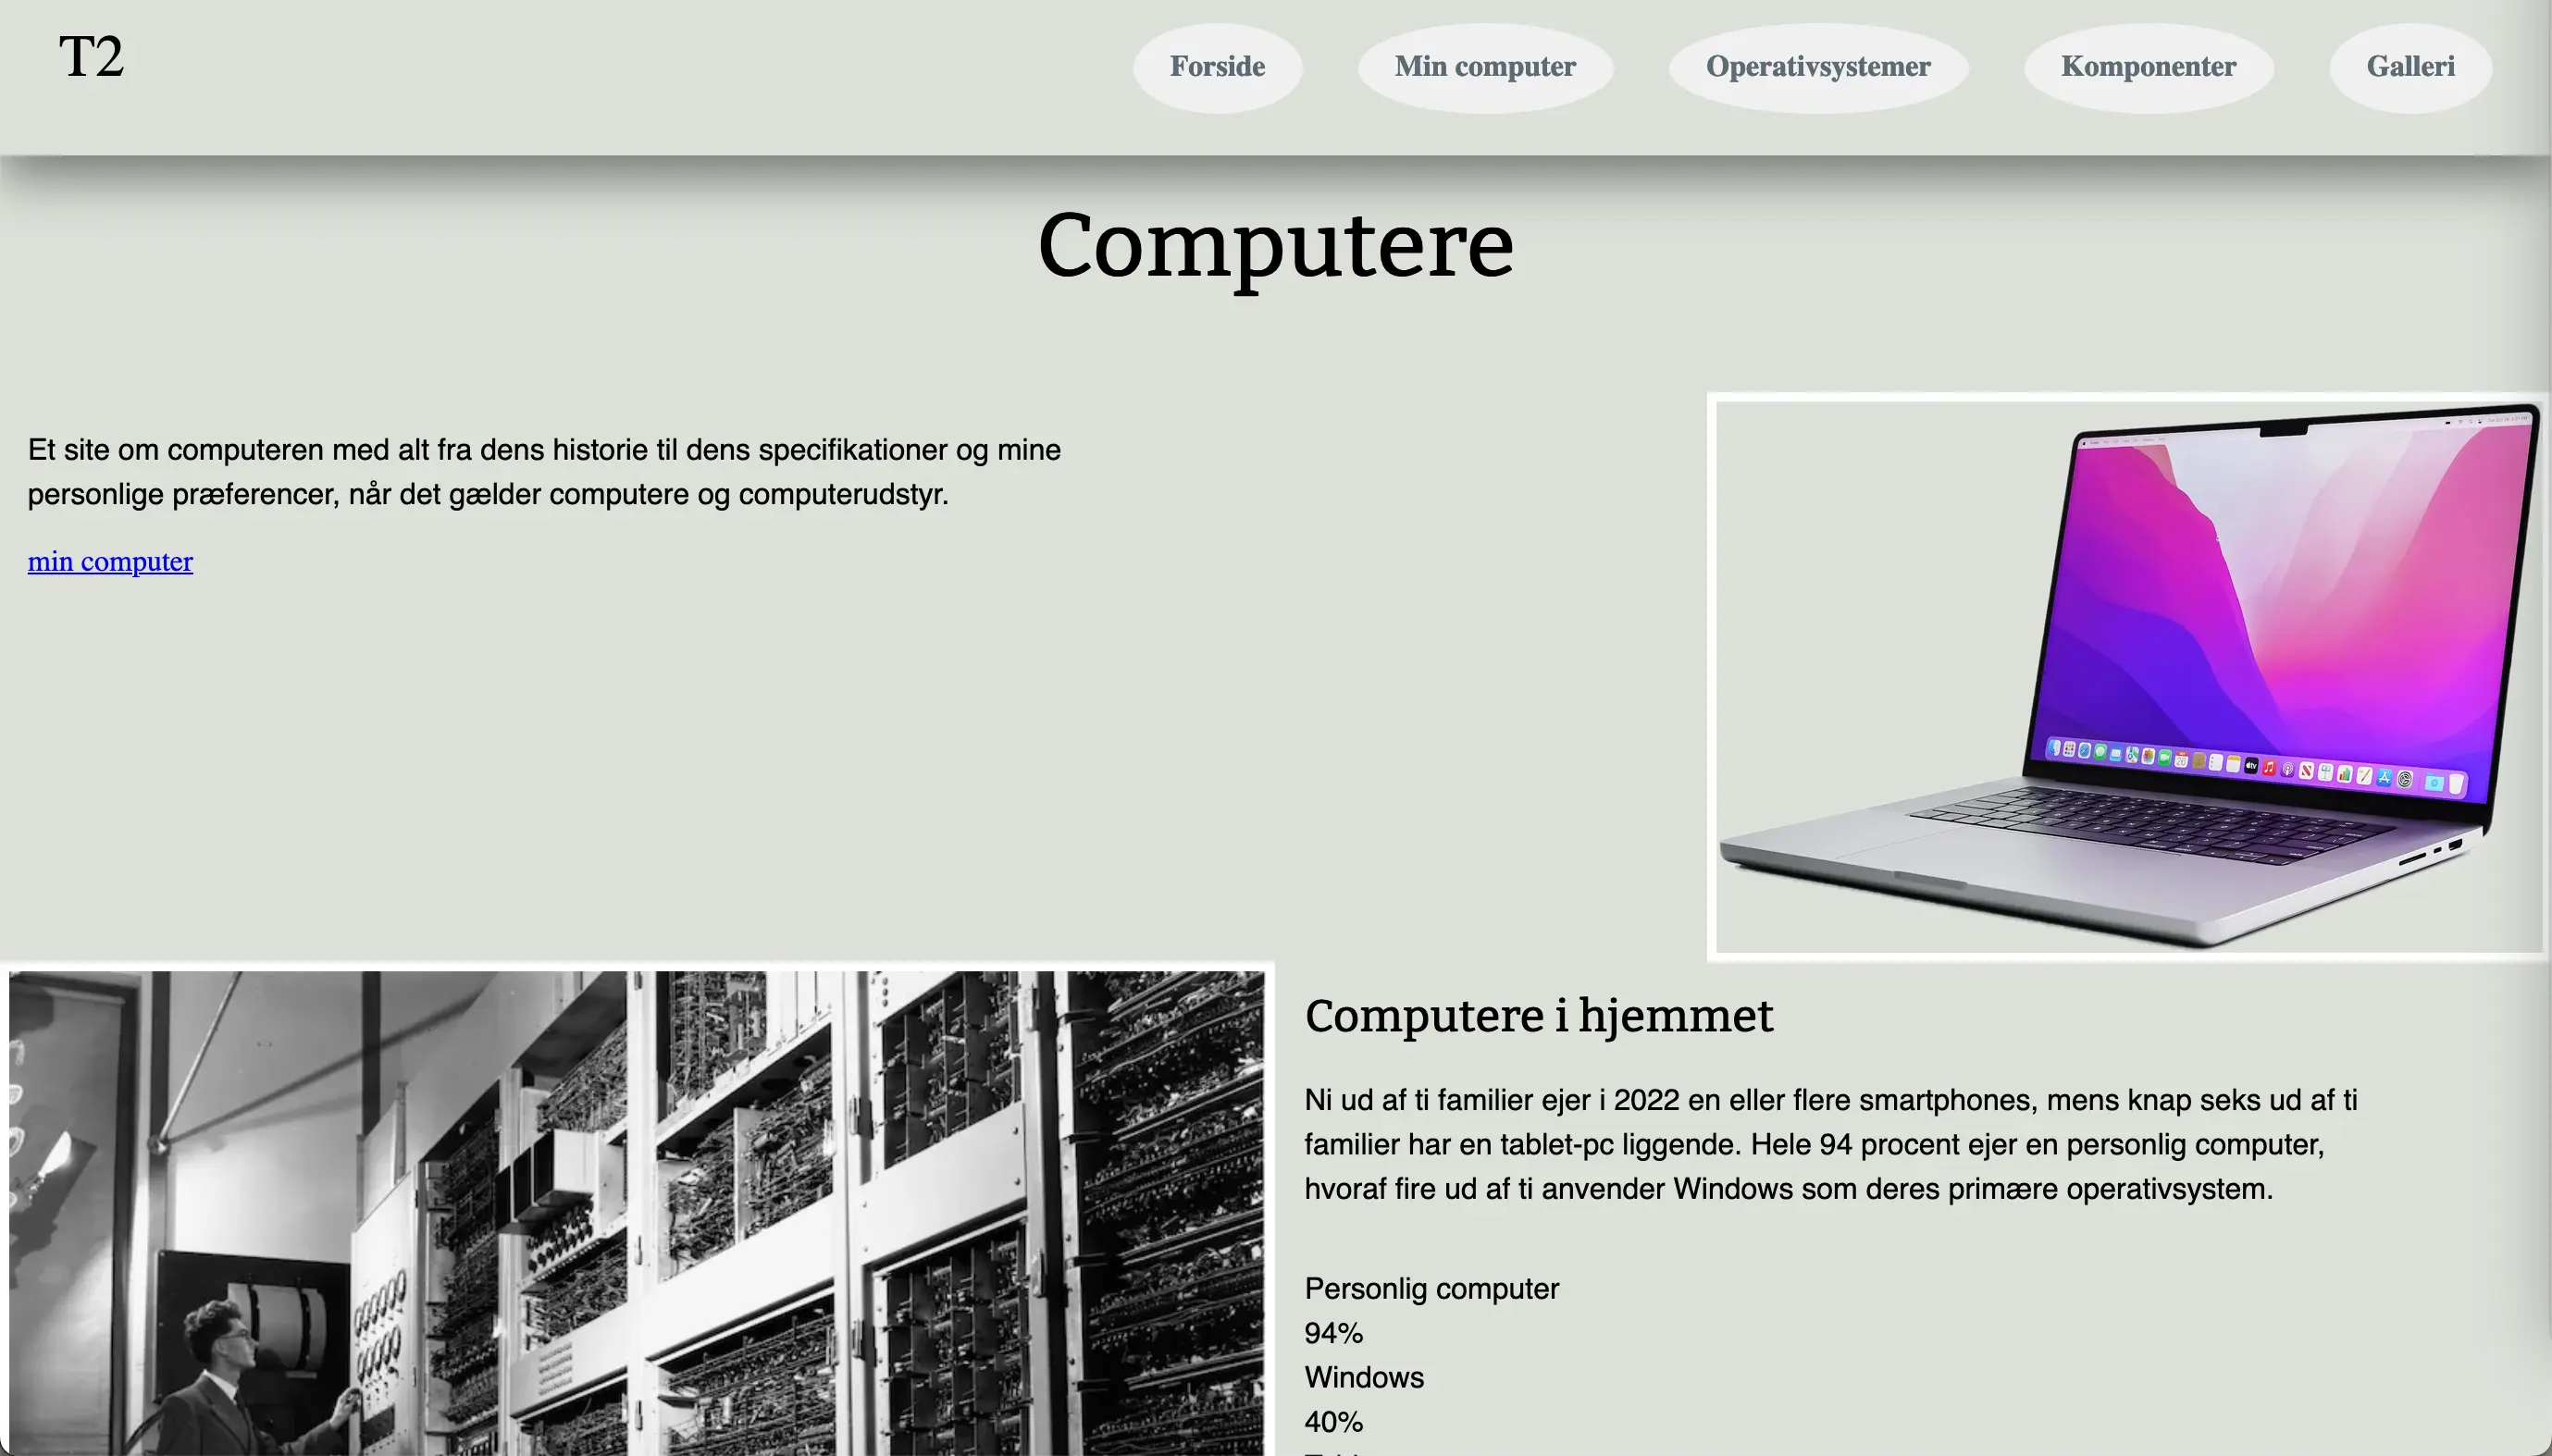 T2
Forside
Min computer
Operativsystemer
Komponenter
Galleri
Computere
Et site om computeren med alt fra dens historie til dens specifikationer og mine
personlige præferencer, når det gælder computere og computerudstyr.
min computer
Computere i hjemmet
Ni ud af ti familier ejer i 2022 en eller flere smartphones, mens knap seks ud af ti
familier har en tablet-pc liggende. Hele 94 procent ejer en personlig computer,
hvoraf fire ud af ti anvender Windows som deres primære operativsystem.
Personlig computer
94%
Windows
40%